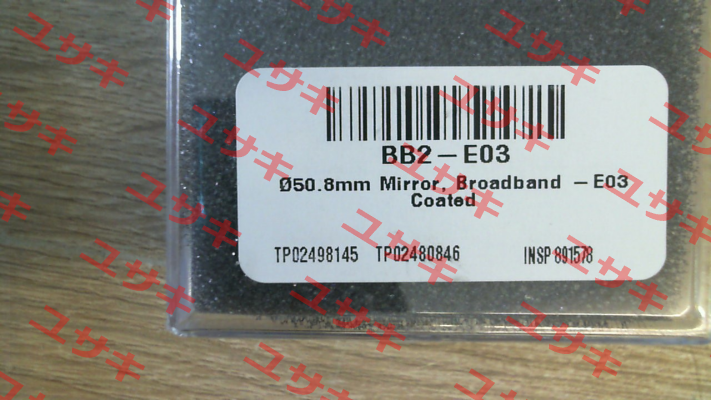 BB2-E03
Ø50.8mm Mirror, Broadband -E03
Coated
TP02498145 TP02480846 INSP 891578
ユサキ